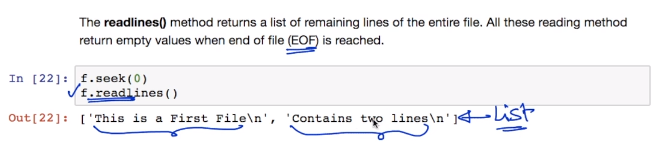 The readlines() method returns a list of remaining lines of the entire file. All these reading method
return empty values when end of file (EOF) is reached.
In [22]: f.seek(0)
f.readlines()
Out[22]: ['This is a First File\n', 'Contains two lines\n'] List